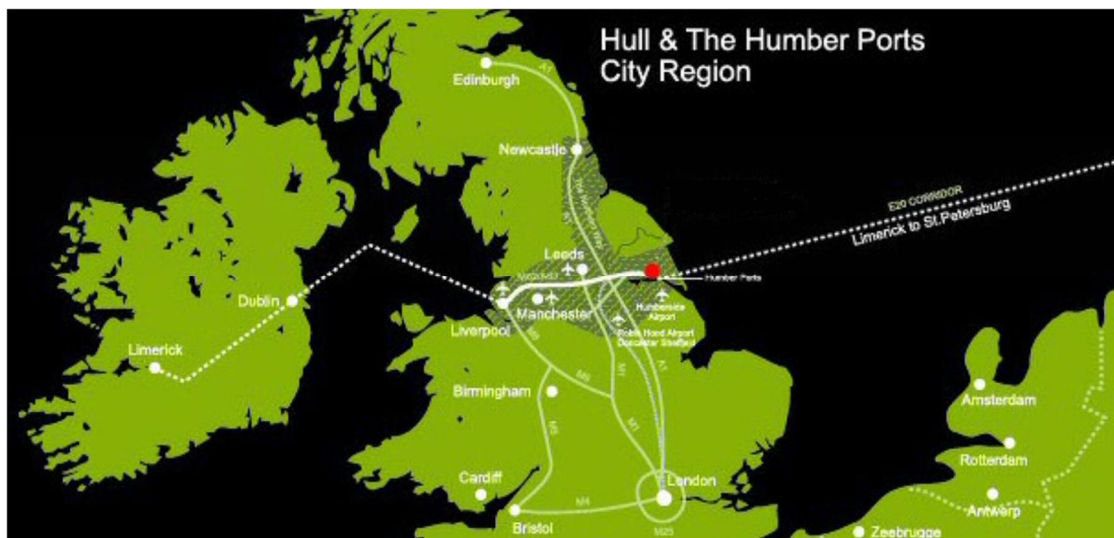 Hull & The Humber Ports
City Region
Edinburgh
A1
Newcastle
E20 CORRIDOR
Limerick to St.Petersburg
Leeds
Humber Ports
Dublin
Liverpool
Manchester
Humberside
Airport
Robin Hood Airport
Doncaster Sheffield
Limerick
M6
M1
A1
Birmingham
M5
M1
Amsterdam
Rotterdam
Cardiff
London
M4
Antwerp
Bristol
M25
Zeebrugge